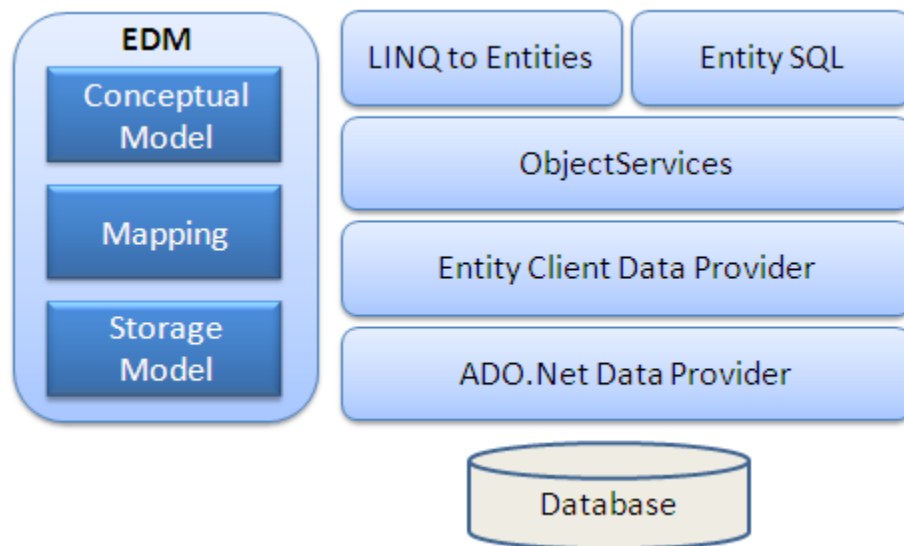 EDM
Conceptual
Model
Mapping
Storage
Model
LINQ to Entities
Entity SQL
ObjectServices
Entity Client Data Provider
ADO.Net Data Provider
Database